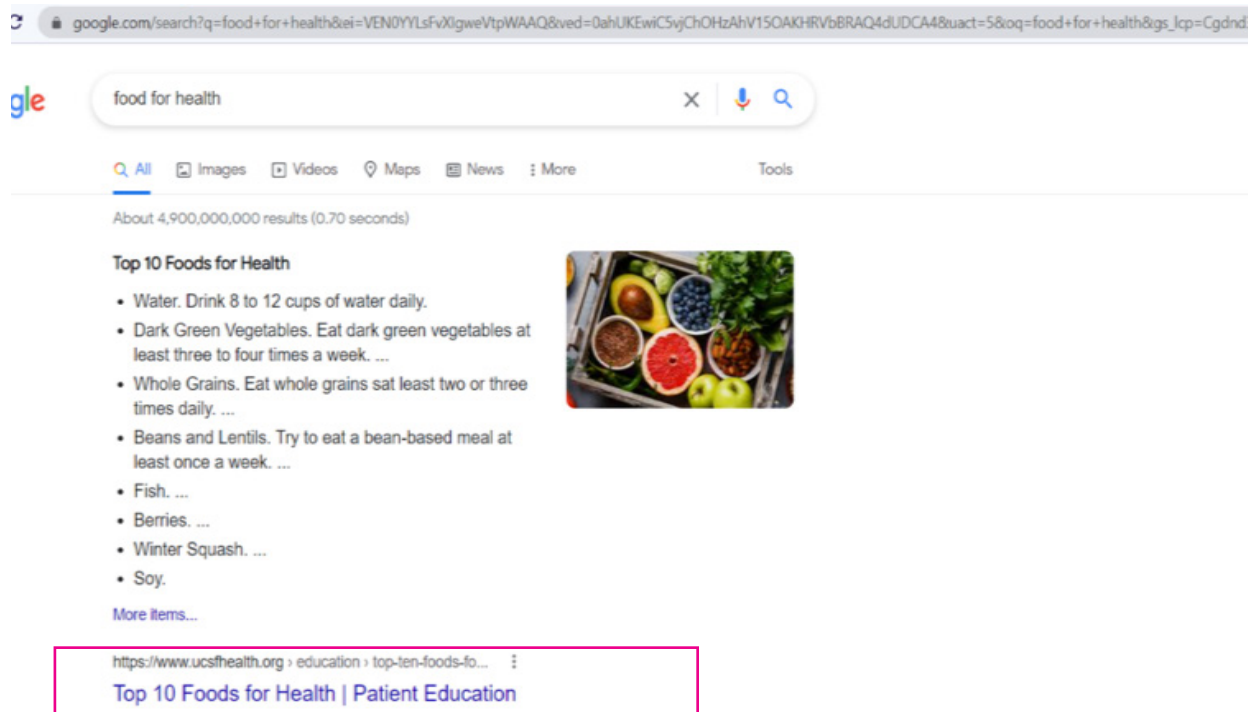 google.com/search?q=food+for+health&ei=VEN0YYLsFvXIgweVtpWAAQ&ved=0ahUKEwiC5vjChOHzAhV15OAKHRVbBRAQ4dUDCA4&uact=5&oq=food+for+health&gs_lcp=Cgdnd
gle
food for health
All Images Videos Maps News More Tools
About 4,900,000,000 results (0.70 seconds)
Top 10 Foods for Health
• Water. Drink 8 to 12 cups of water daily.
• Dark Green Vegetables. Eat dark green vegetables at
least three to four times a week. ...
• Whole Grains. Eat whole grains sat least two or three
times daily. ...
• Beans and Lentils. Try to eat a bean-based meal at
least once a week. ...
• Fish. ...
• Berries. ...
• Winter Squash. ...
• Soy.
More items...
https://www.ucsfhealth.org › education › top-ten-foods-fo...
Top 10 Foods for Health | Patient Education